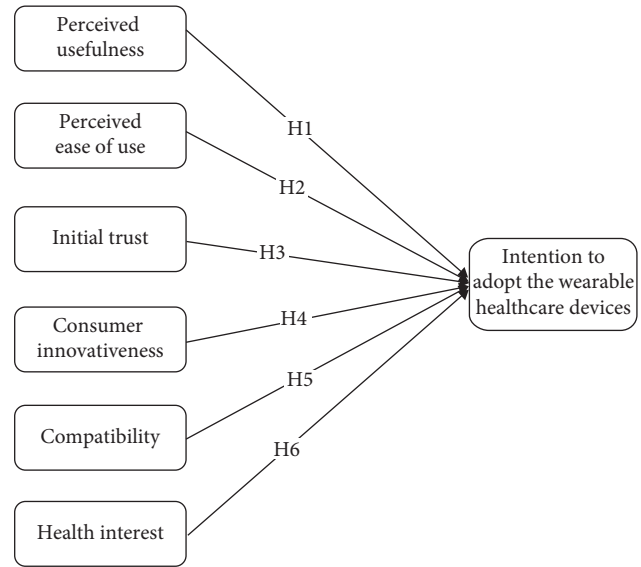 Perceived
usefulness
H1
Perceived
ease of use
H2
Initial trust
H3
Intention to
adopt the wearable
healthcare devices
Consumer
innovativeness
H4
Compatibility
H5
Health interest
H6